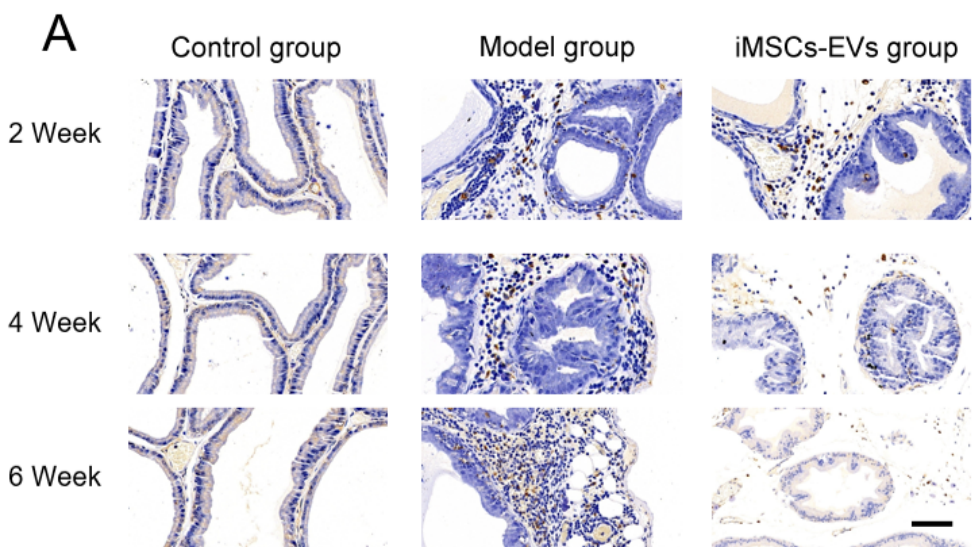 A
Control group
Model group
iMSCs-EVs group
2 Week
4 Week
6 Week